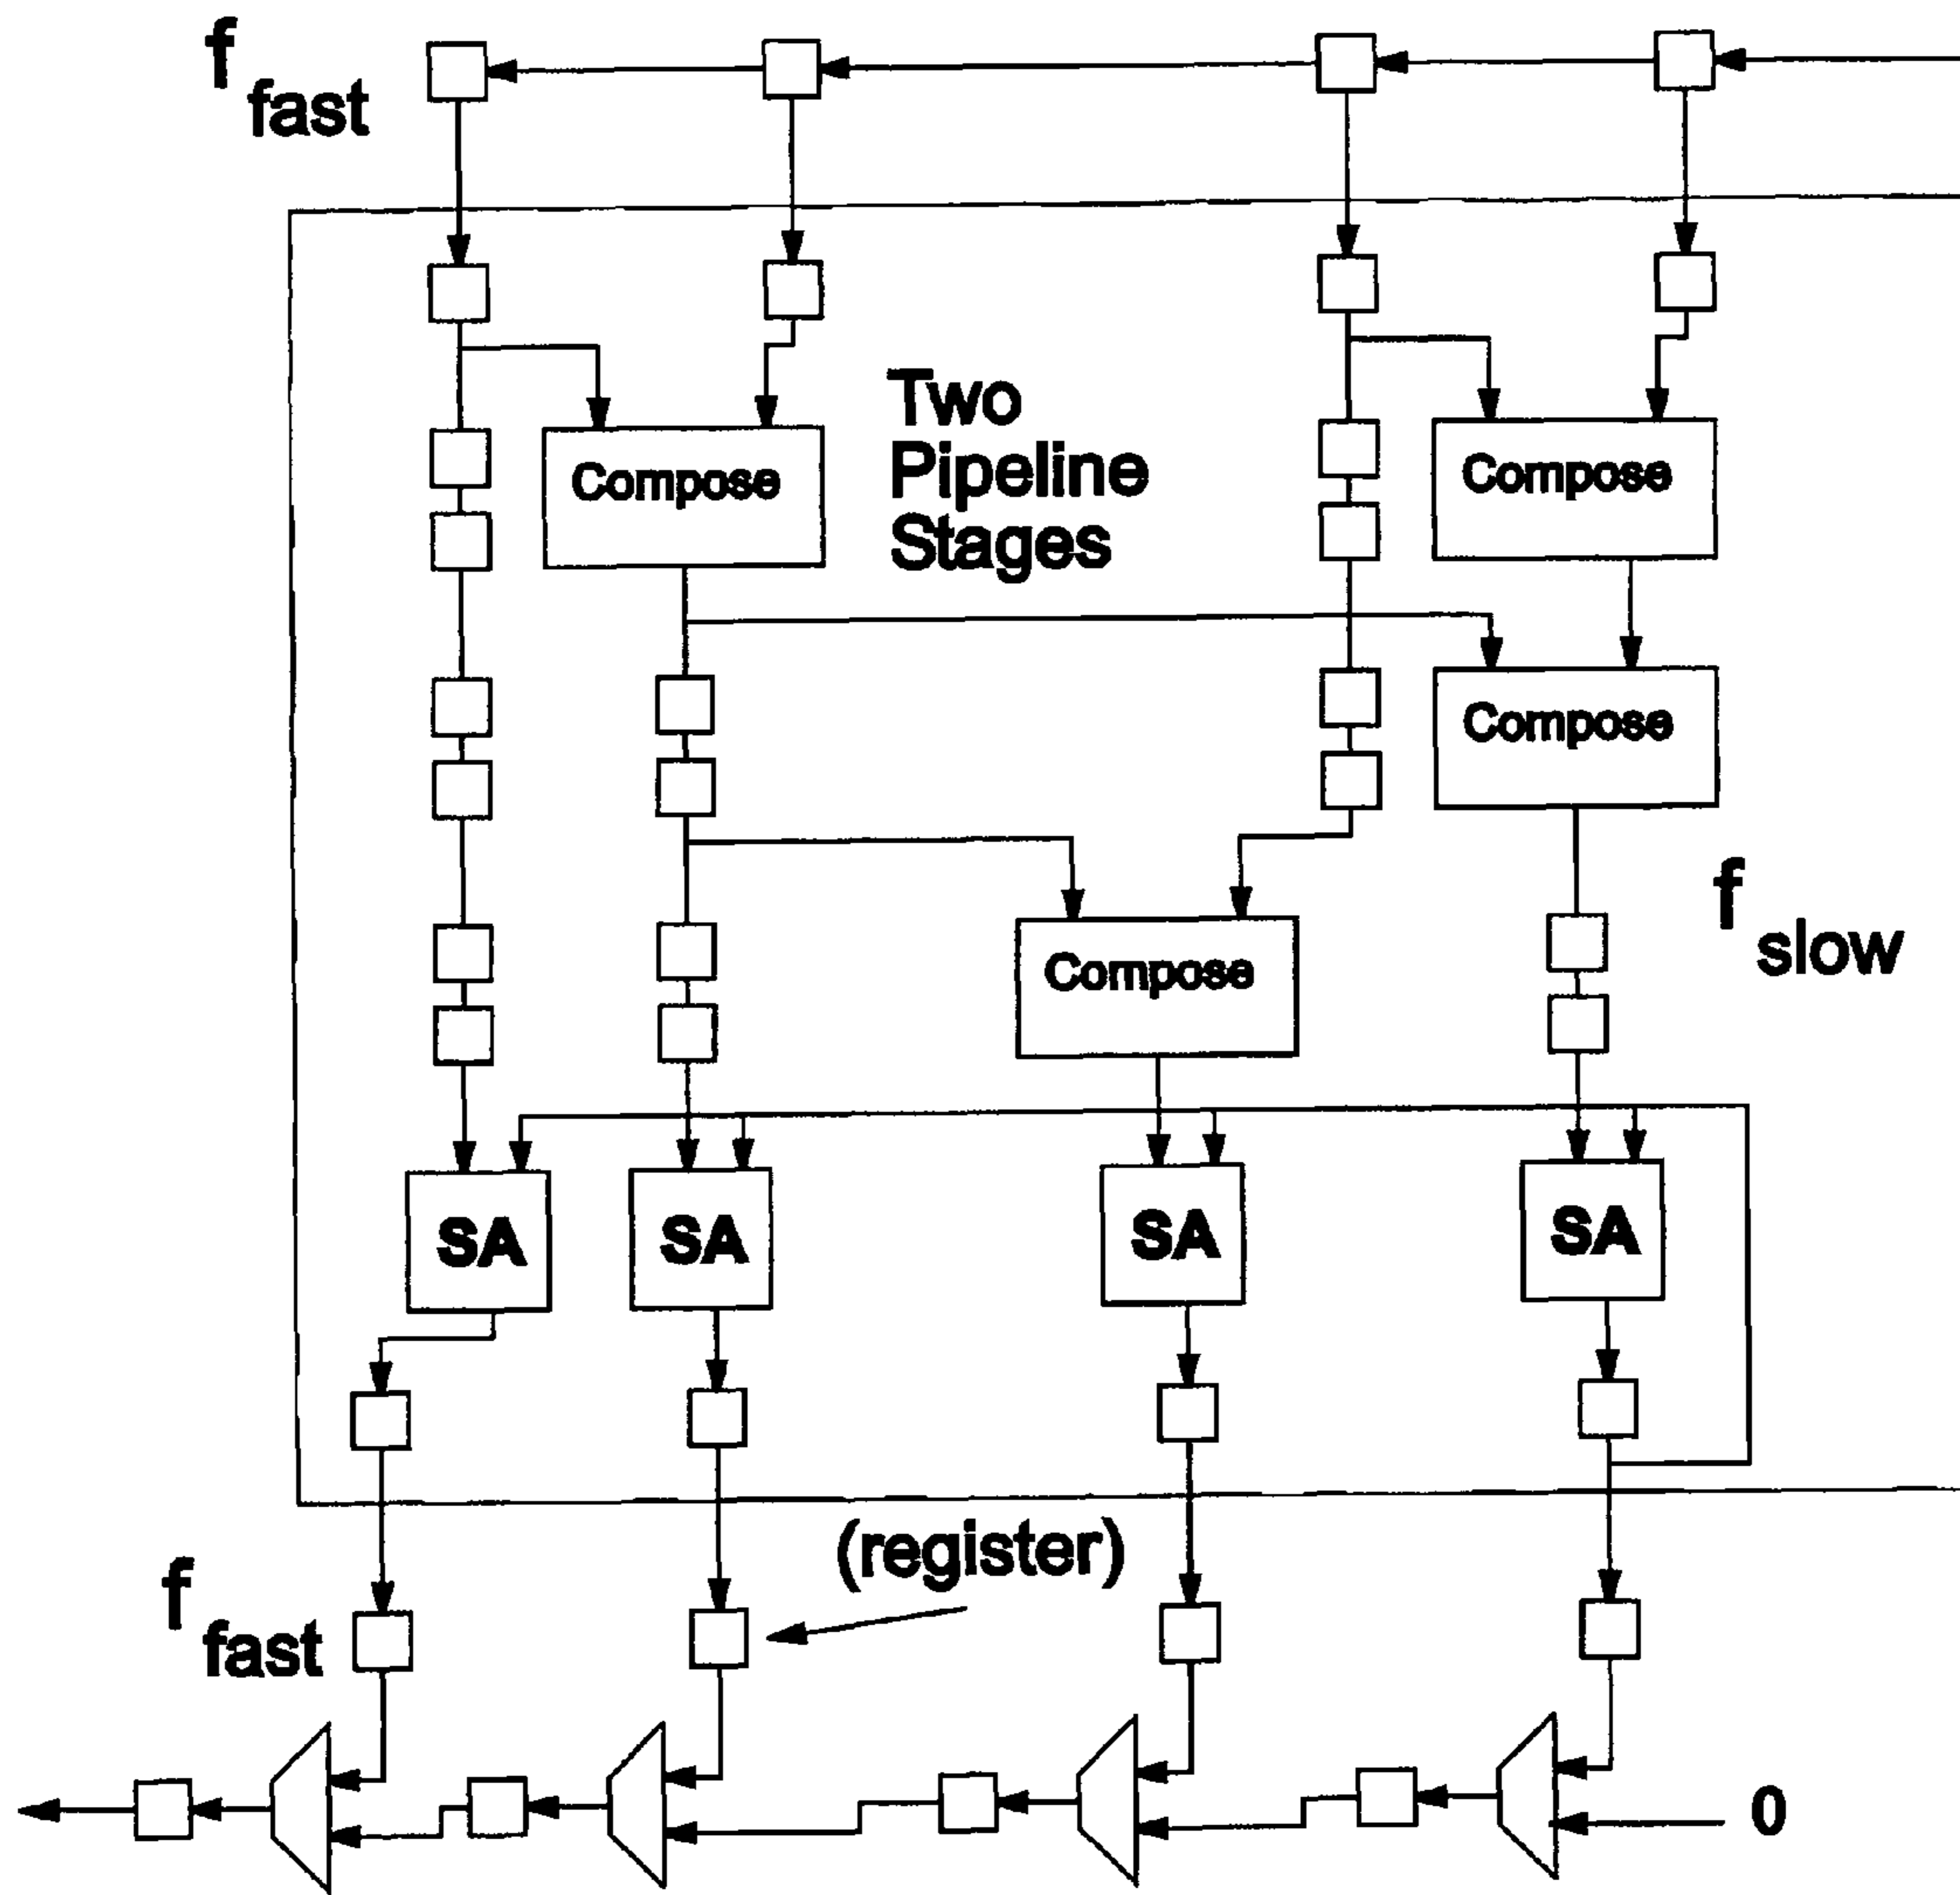 f fast
Two
Pipeline
Stages
Compose
Compose
Compose
f slow
Compose
SA
SA
SA
SA
(register)
f fast
0